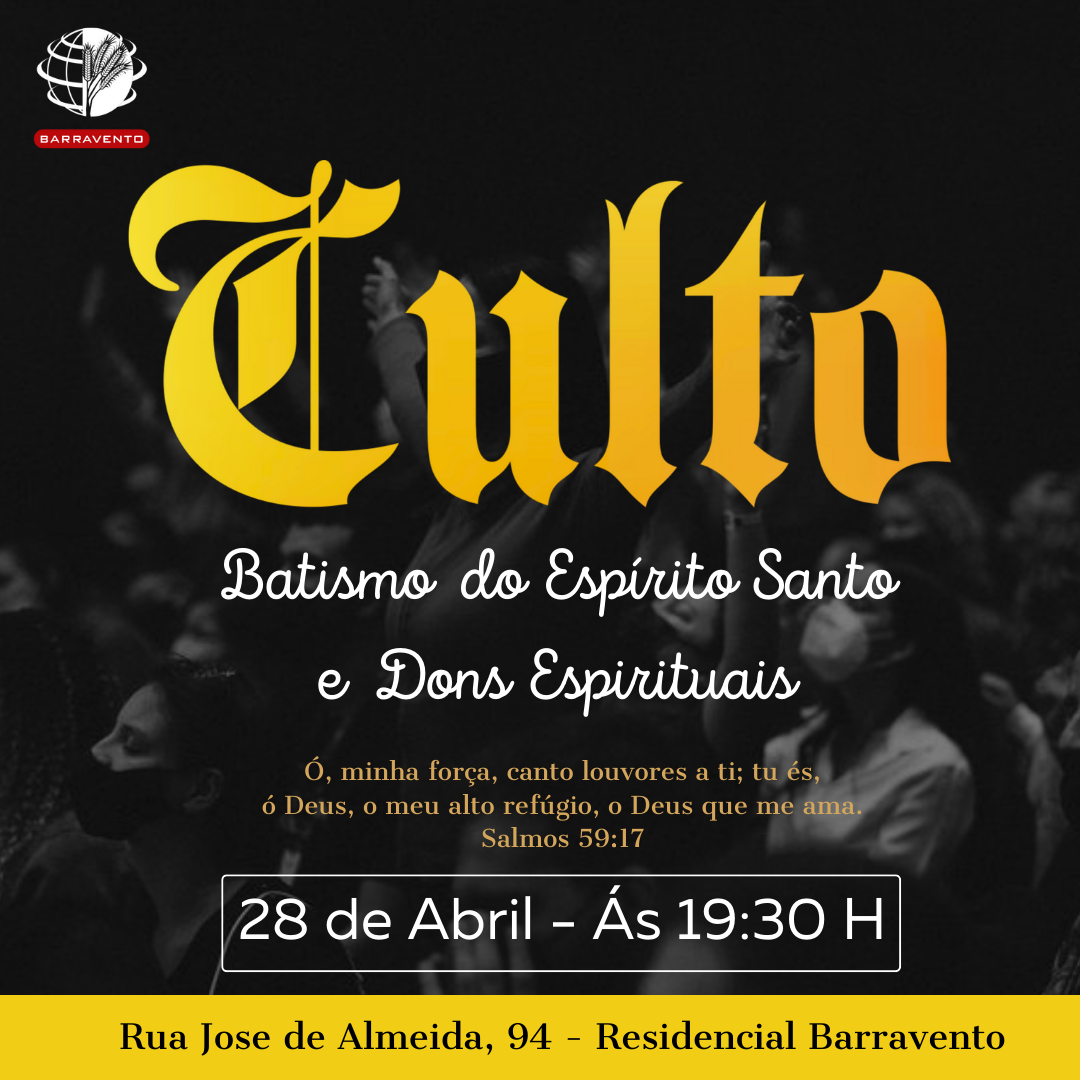 BARRAVENTO
Culto
Batismo do Espírito Santo
e Dons Espirituais
Ó, minha força, canto louvores a ti; tu és,
ó Deus, o meu alto refúgio, o Deus que me ama.
Salmos 59:17
28 de Abril - Ás 19:30 H
Rua Jose de Almeida, 94 - Residencial Barravento